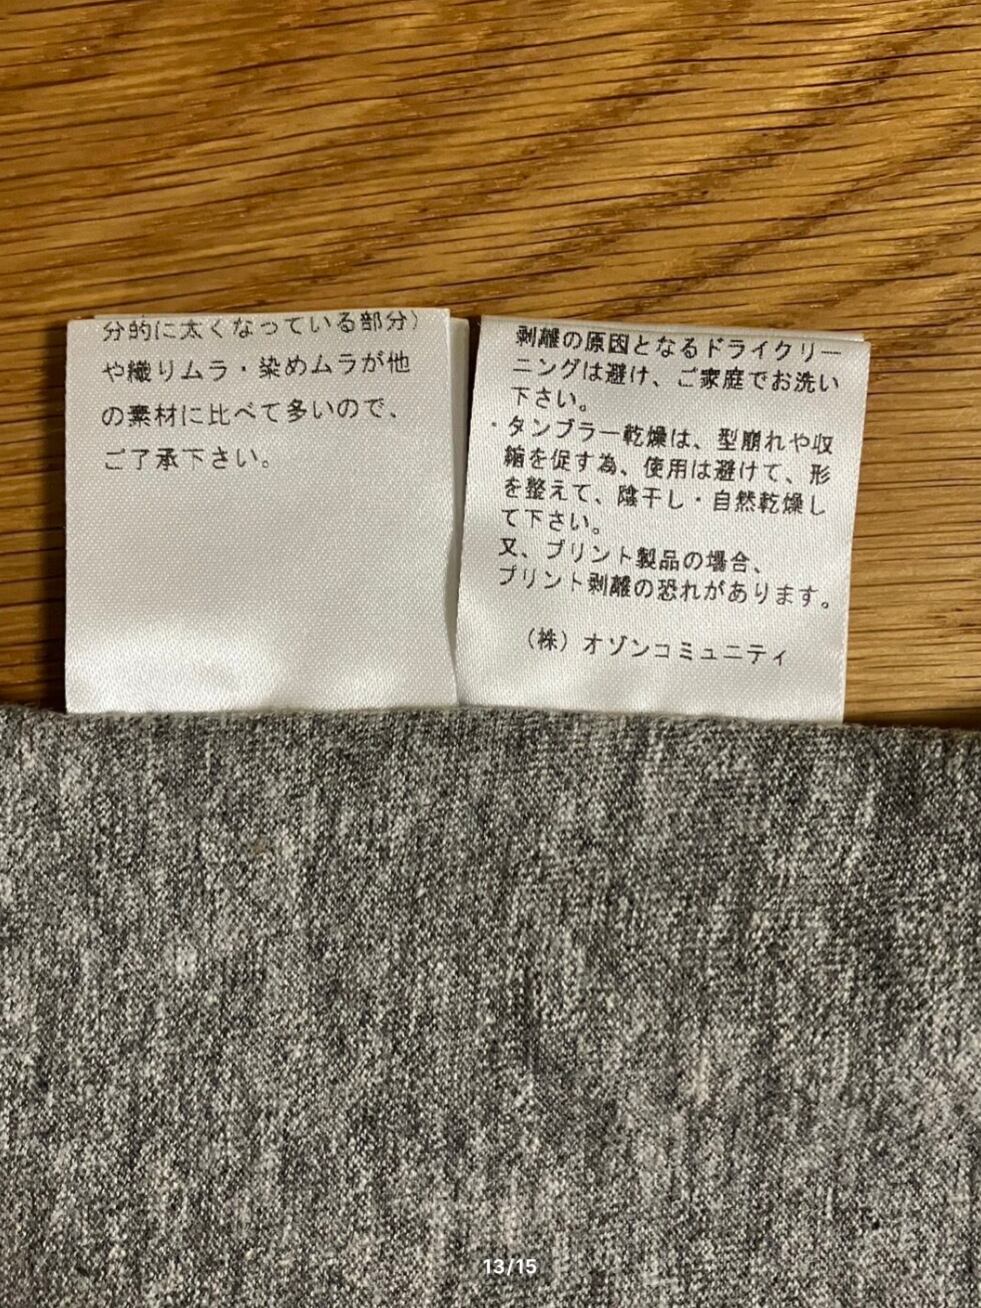 分的に太くなっている部分)
や織りムラ・染めムラが他
の素材に比べて多いので、
ご了承下さい。
剥離の原因となるドライクリー
ニングは避け、ご家庭でお洗い
下さい。
・タンブラー乾燥は、型崩れや収
縮を促す為、使用は避けて、形
を整えて、陰干し・自然乾燥し
て下さい。
又、プリント製品の場合、
プリント剥離の恐れがあります。
(株)オゾンコミュニティ
13/15